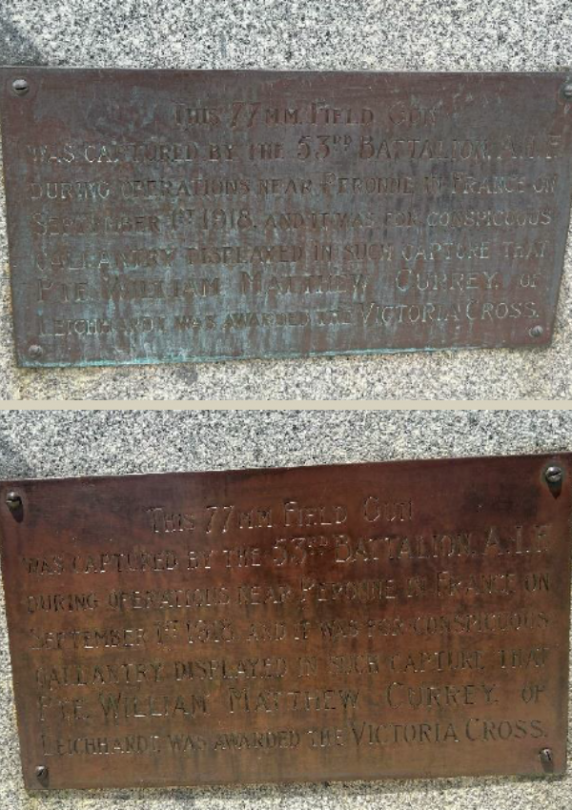 THIS 77MM. FIELD GUN
WAS CAPTURED BY THE 53RD BATTALION, A.I.F.
DURING OPERATIONS NEAR PERONNE IN FRANCE ON
SEPTEMBER 1ST 1918, AND IT WAS FOR CONSPICUOUS
GALLANTRY DISPLAYED IN SUCH CAPTURE THAT
PTE. WILLIAM MATTHEW CURREY, OF
LEICHHARDT WAS AWARDED THE VICTORIA CROSS.
THIS 77MM FIELD GUN
WAS CAPTURED BY THE 53RD BATTALION, A.I.F.
DURING OPERATIONS NEAR PERONNE IN FRANCE ON
SEPTEMBER 1ST 1918, AND IT WAS FOR CONSPICUOUS
GALLANTRY DISPLAYED IN SUCH CAPTURE THAT
PTE. WILLIAM MATTHEW CURREY, OF
LEICHHARDT, WAS AWARDED THE VICTORIA CROSS.